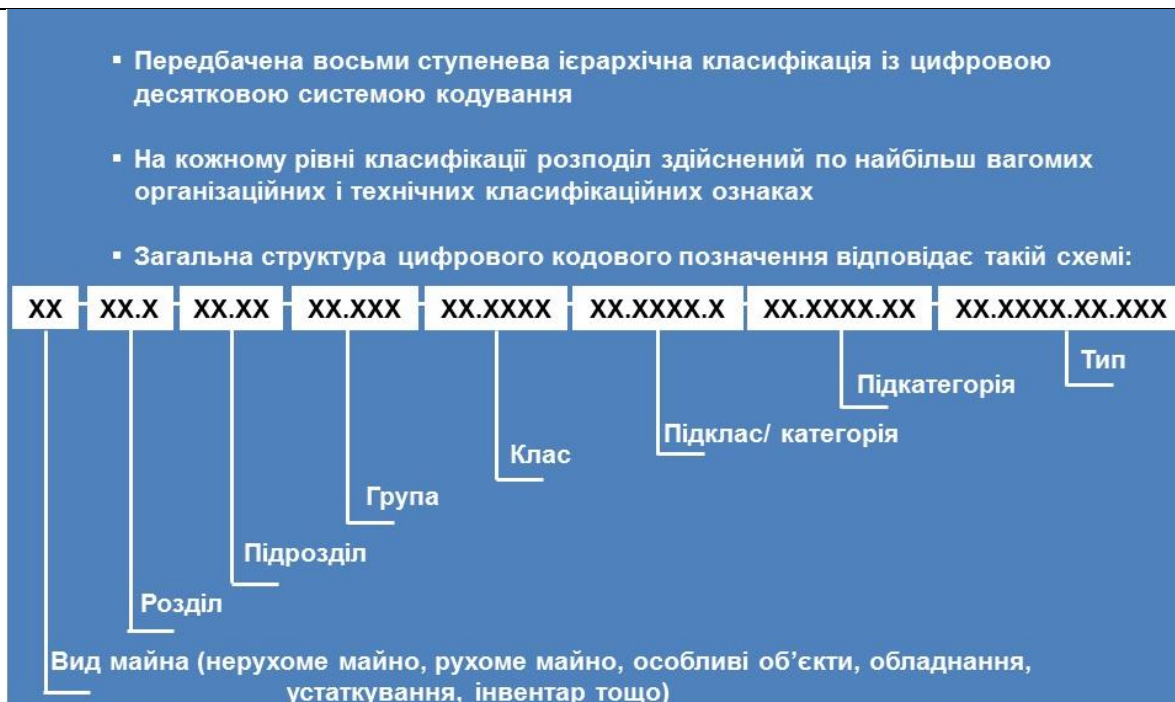 ▪ Передбачена восьми ступенева ієрархічна класифікація із цифровою
десятковою системою кодування
▪ На кожному рівні класифікації розподіл здійснений по найбільш вагомих
організаційних і технічних класифікаційних ознаках
▪ Загальна структура цифрового кодового позначення відповідає такій схемі:
XX XX.X XX.XX XX.XXX XX.XXXX XX.XXXX.X XX.XXXX.XX XX.XXXX.XX.XXX
Тип
Підкатегорія
Підклас/ категорія
Клас
Група
Підрозділ
Розділ
Вид майна (нерухоме майно, рухоме майно, особливі об’єкти, обладнання,
устаткування, інвентар тощо)